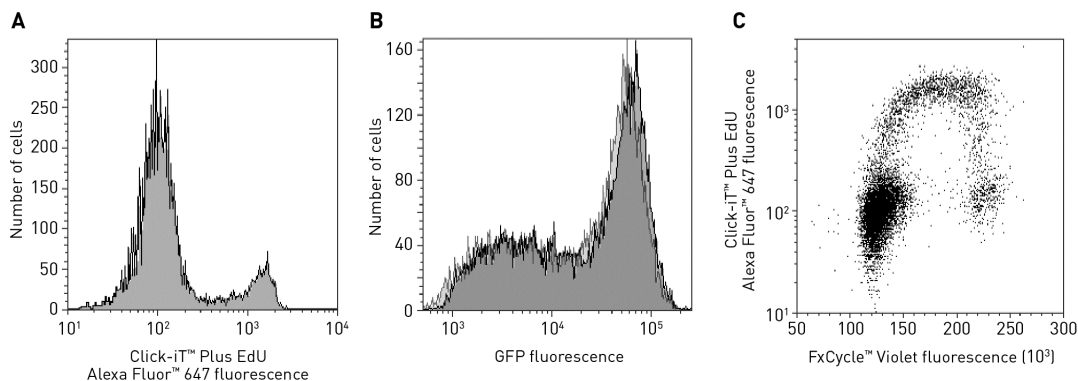 A
Number of cells
300
250
200
150
100
50
0
10¹
10²
10³
10⁴
Click-iT™ Plus EdU
Alexa Fluor™ 647 fluorescence
B
Number of cells
160
120
80
40
0
10³
10⁴
10⁵
GFP fluorescence
C
Click-iT™ Plus EdU
Alexa Fluor™ 647 fluorescence
10³
10²
10¹
50
100
150
200
250
300
FxCycle™ Violet fluorescence (10³)